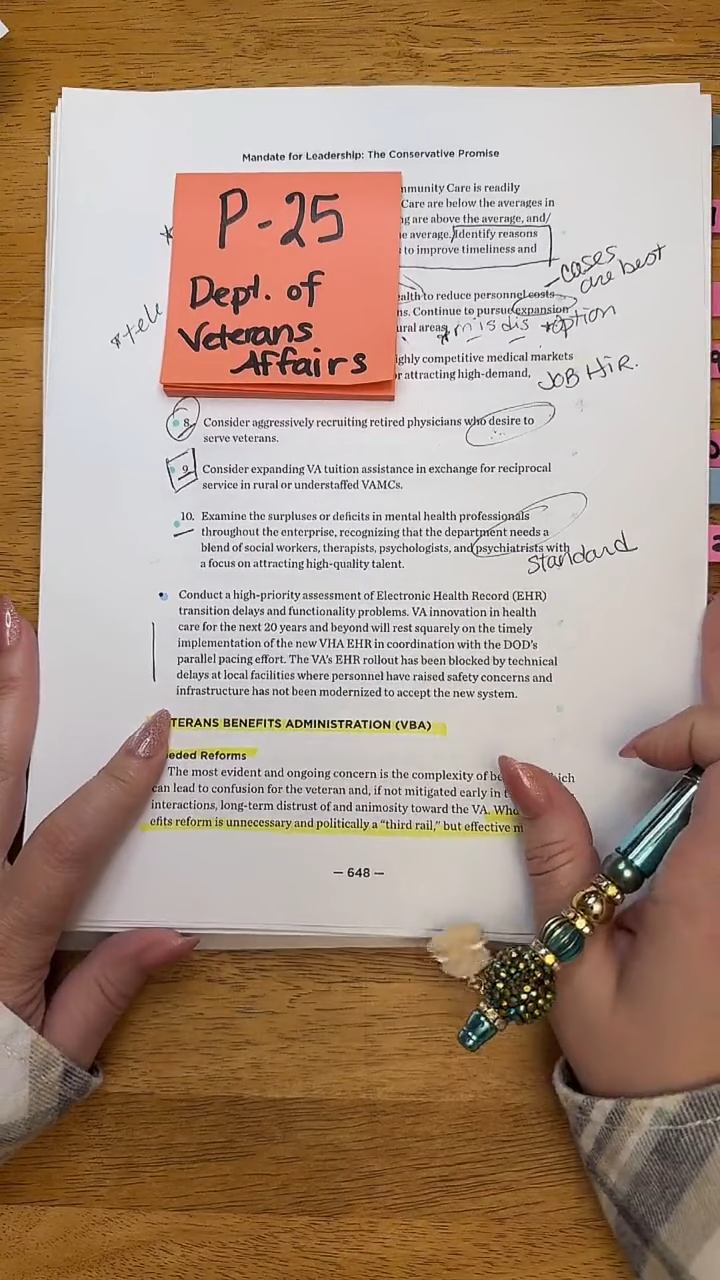 Mandate for Leadership: The Conservative Promise
P-25
Dept. of
Veterans
Affairs
Community Care is readily
Care are below the averages in
are above the average, and/
average. Identify reasons
to improve timeliness and
-cases
are best
to reduce personnel costs
Continue to pursue expansion
areas
*misdis *option
*tele
highly competitive medical markets
attracting high-demand,
JOB HIR.
8. Consider aggressively recruiting retired physicians who desire to
serve veterans.
9. Consider expanding VA tuition assistance in exchange for reciprocal
service in rural or understaffed VAMCs.
10. Examine the surpluses or deficits in mental health professionals
throughout the enterprise, recognizing that the department needs a
blend of social workers, therapists, psychologists, and psychiatrists with
a focus on attracting high-quality talent.
standard
Conduct a high-priority assessment of Electronic Health Record (EHR)
transition delays and functionality problems. VA innovation in health
care for the next 20 years and beyond will rest squarely on the timely
implementation of the new VHA EHR in coordination with the DOD's
parallel pacing effort. The VA's EHR rollout has been blocked by technical
delays at local facilities where personnel have raised safety concerns and
infrastructure has not been modernized to accept the new system.
TERANS BENEFITS ADMINISTRATION (VBA)
eded Reforms
The most evident and ongoing concern is the complexity of be
can lead to confusion for the veteran and, if not mitigated early in
interactions, long-term distrust of and animosity toward the VA. Who
efits reform is unnecessary and politically a "third rail," but effective m
— 648 —